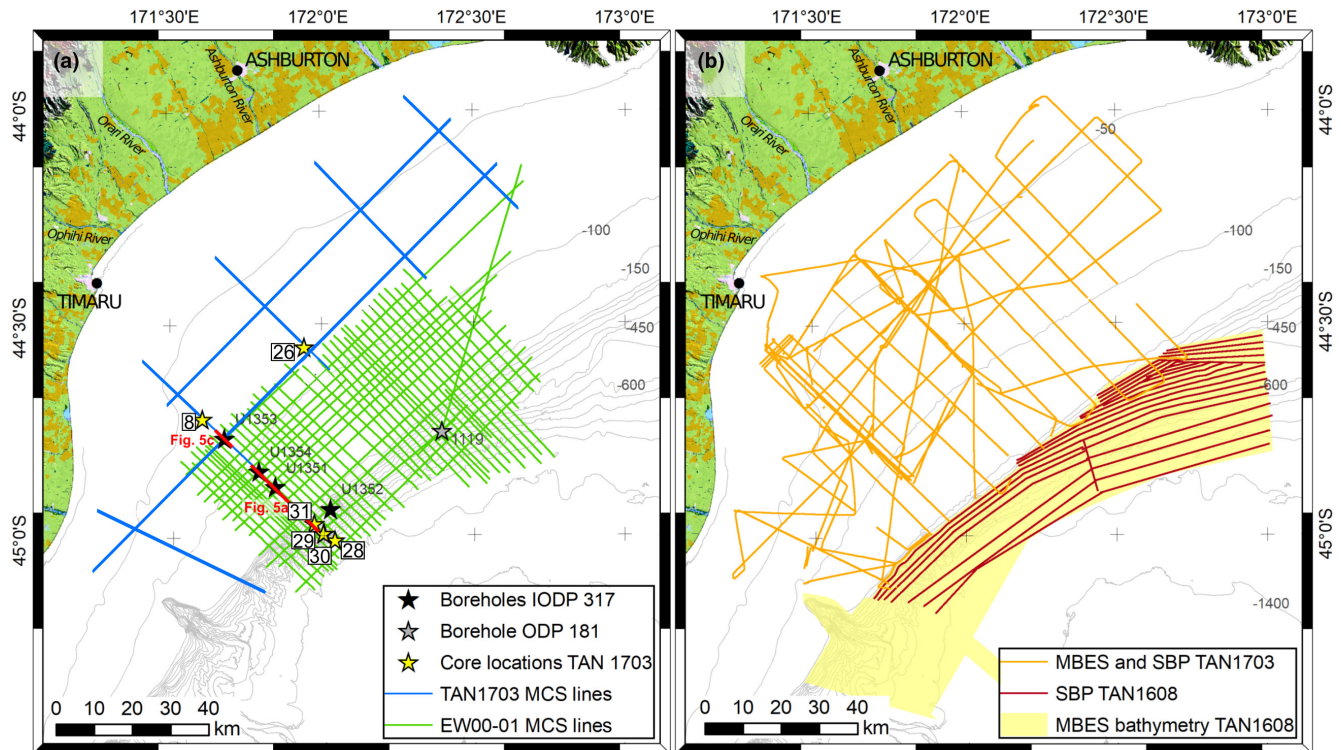 171.5°E
172.0°E
172.5°E
173.0°E
171.5°E
172.0°E
172.5°E
173.0°E
(a)
ASHBURTON
Ashburton River
Orari River
Ophihi River
TIMARU
44.0°S
44.30'S
45.0°S
-100
-150
-450
-600
26
8
U1353
Fig. 5c
U1354
U1351
1119
U1352
Fig. 5a
31
29
30
28
Boreholes IODP 317
Borehole ODP 181
Core locations TAN 1703
TAN1703 MCS lines
EW00-01 MCS lines
0 10 20 30 40
km
(b)
ASHBURTON
Ashburton River
Orari River
Ophihi River
TIMARU
-50
-100
-150
-450
-600
-1400
44.0°S
44.30'S
45.0°S
MBES and SBP TAN1703
SBP TAN1608
MBES bathymetry TAN1608
0 10 20 30 40
km